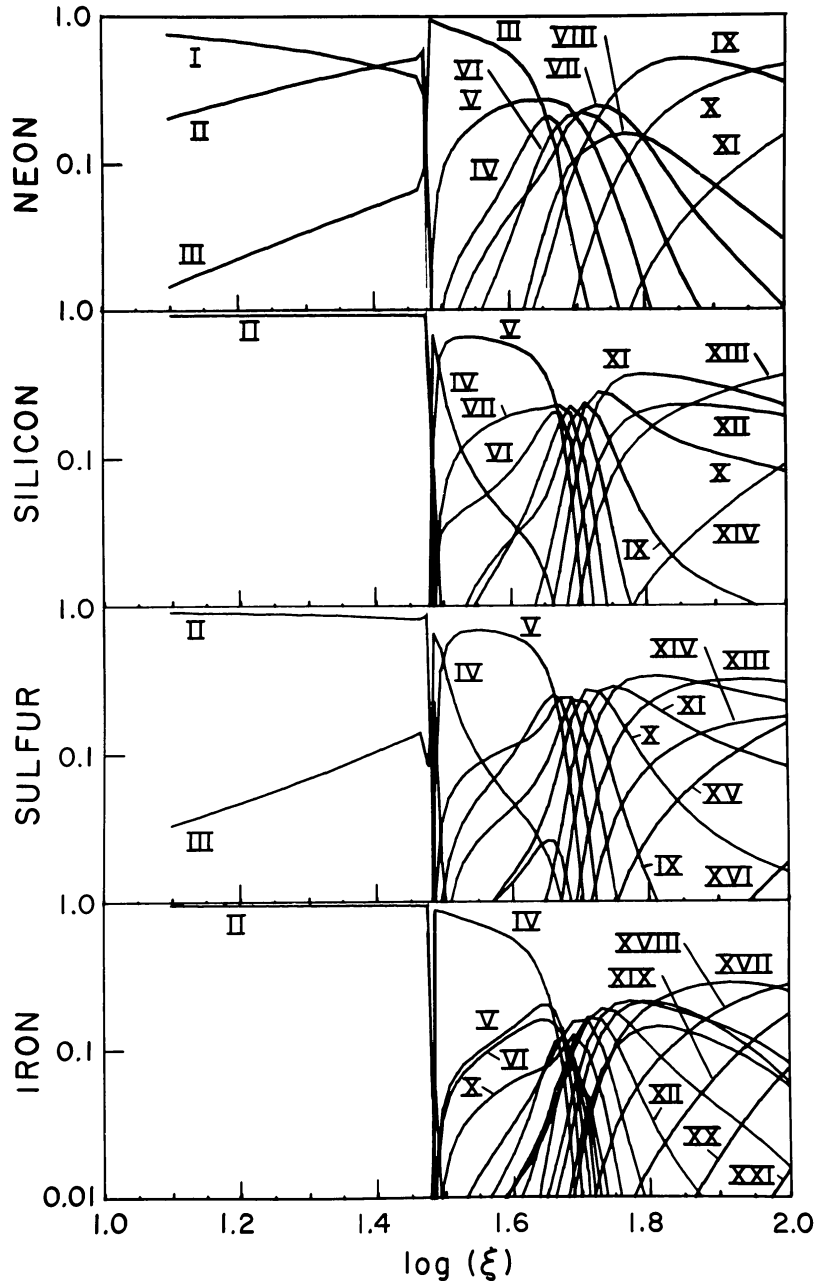 NEON
1.0
0.1
I
II
III
III
VIII
IX
VI
VII
V
X
XI
IV
SILICON
1.0
0.1
II
V
XI
XIII
IV
VII
XII
VI
X
IX
XIV
SULFUR
1.0
0.1
II
V
XIV
XIII
IV
XI
X
XV
III
IX
XVI
IRON
1.0
0.1
0.01
II
IV
XVIII
XVII
XIX
V
VI
X
XII
XX
XXI
1.0 1.2 1.4 1.6 1.8 2.0
log (ξ)